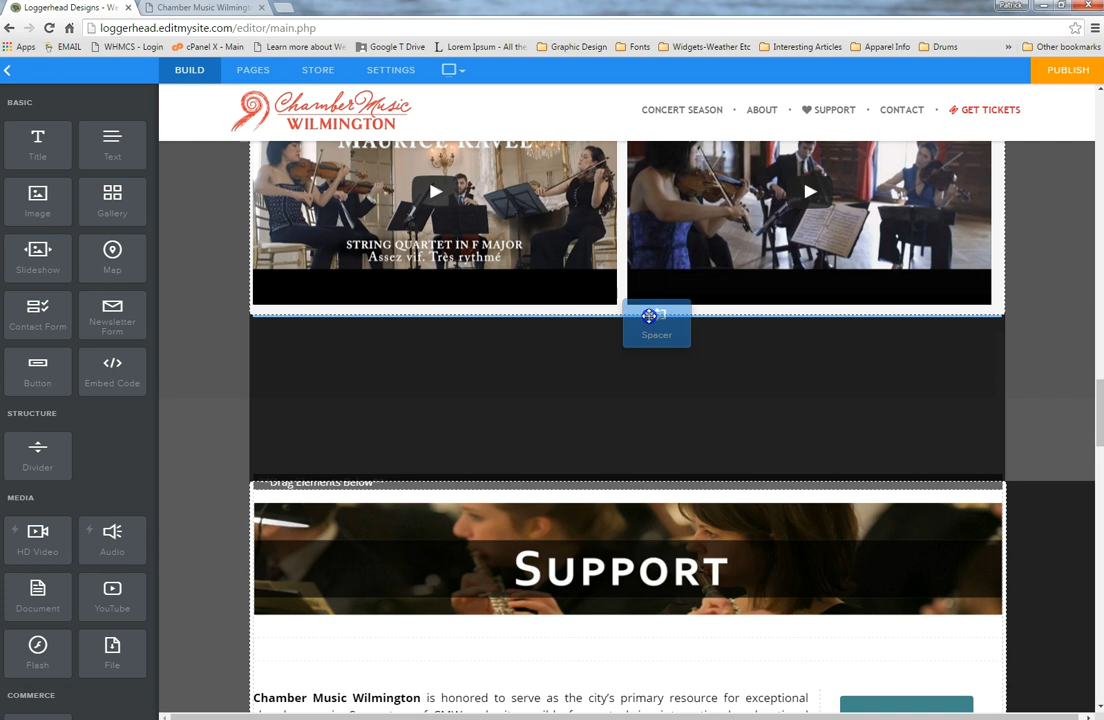 Loggerhead Designs - We
Chamber Music Wilmingt
Patrick
loggerhead.editmysite.com/editor/main.php
Apps
EMAIL
WHMCS - Login
cPanel X - Main
Learn more about We
Google T Drive
Lorem Ipsum - All the
Graphic Design
Fonts
Widgets-Weather Etc
Interesting Articles
Apparel Info
Drums
»
Other bookmarks
BUILD
PAGES
STORE
SETTINGS
PUBLISH
BASIC
Title
Text
Image
Gallery
Slideshow
Map
Contact Form
Newsletter
Form
Button
Embed Code
STRUCTURE
Divider
MEDIA
HD Video
Audio
Document
YouTube
Flash
File
COMMERCE
Chamber Music
WILMINGTON
CONCERT SEASON
•
ABOUT
•
SUPPORT
•
CONTACT
•
GET TICKETS
MAURICE RAVEL
STRING QUARTET IN F MAJOR
Assez vif. Très rythmé
Spacer
Drag Elements Below
SUPPORT
Chamber Music Wilmington is honored to serve as the city's primary resource for exceptional